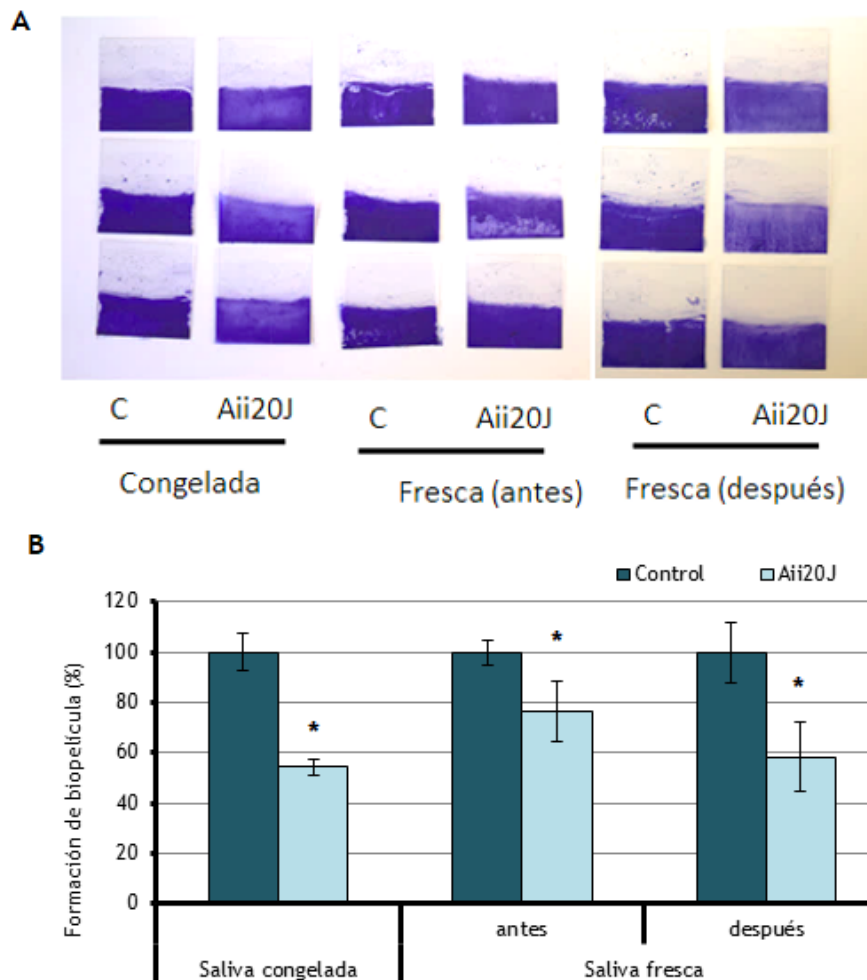 A
C Aii20J C Aii20J C Aii20J
Congelada Fresca (antes) Fresca (después)
B
Control Aii20J
Formación de biopelícula (%)
120
100
80
60
40
20
0
* * *
antes después
Saliva congelada Saliva fresca